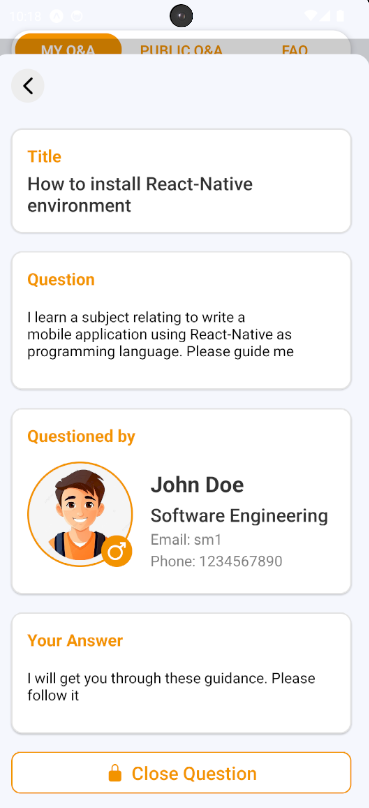 10:13
MY Q&A PUBLIC Q&A FAQ
Title
How to install React-Native
environment
Question
I learn a subject relating to write a
mobile application using React-Native as
programming language. Please guide me
Questioned by
John Doe
Software Engineering
Email: sm1
Phone: 1234567890
Your Answer
I will get you through these guidance. Please
follow it
Close Question